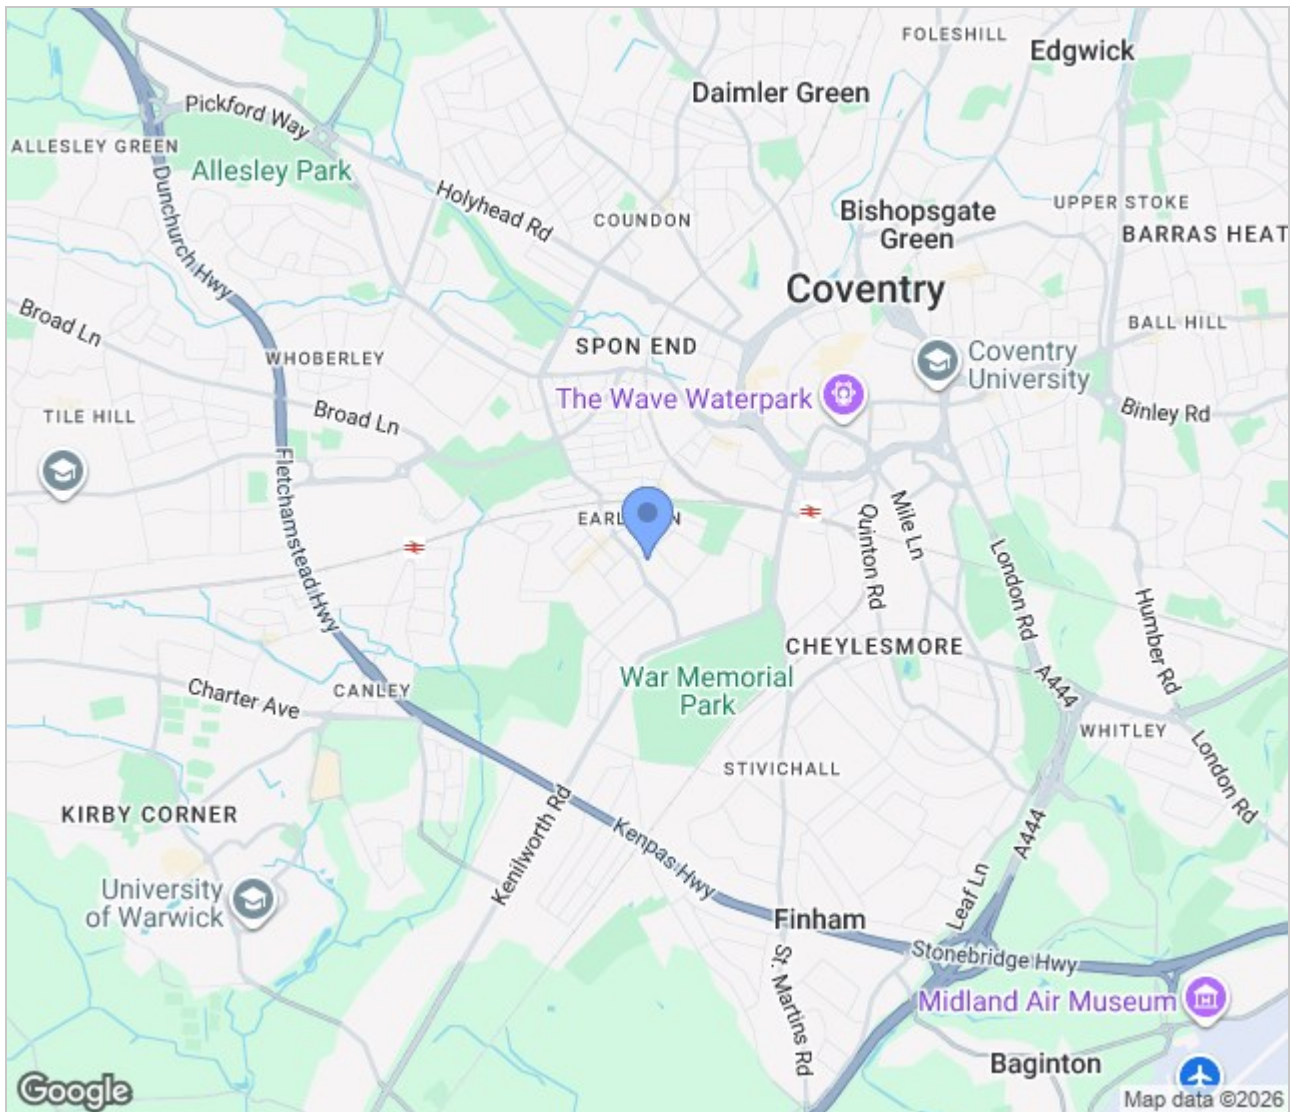 FOLESHILL
Edgwick
Daimler Green
Pickford Way
ALLESLEY GREEN
Allesley Park
Dunchurch Hwy
Holyhead Rd
COUNDON
Bishopsgate
Green
UPPER STOKE
BARRAS HEAT
Coventry
Broad Ln
BALL HILL
SPON END
WHOBERLEY
Coventry
University
The Wave Waterpark
Broad Ln
TILE HILL
Binley Rd
Fletchamstead Hwy
Mile Ln
Quinton Rd
London Rd
Humber Rd
CHEYLESMORE
War Memorial
Park
Charter Ave
CANLEY
A444
WHITLEY
London Rd
STIVICHALL
KIRBY CORNER
Kenilworth Rd
Kenpas Hwy
A444
University
of Warwick
Leaf Ln
Finham
Stonebridge Hwy
St. Martins Rd
Midland Air Museum
Baginton
Google
Map data ©2026